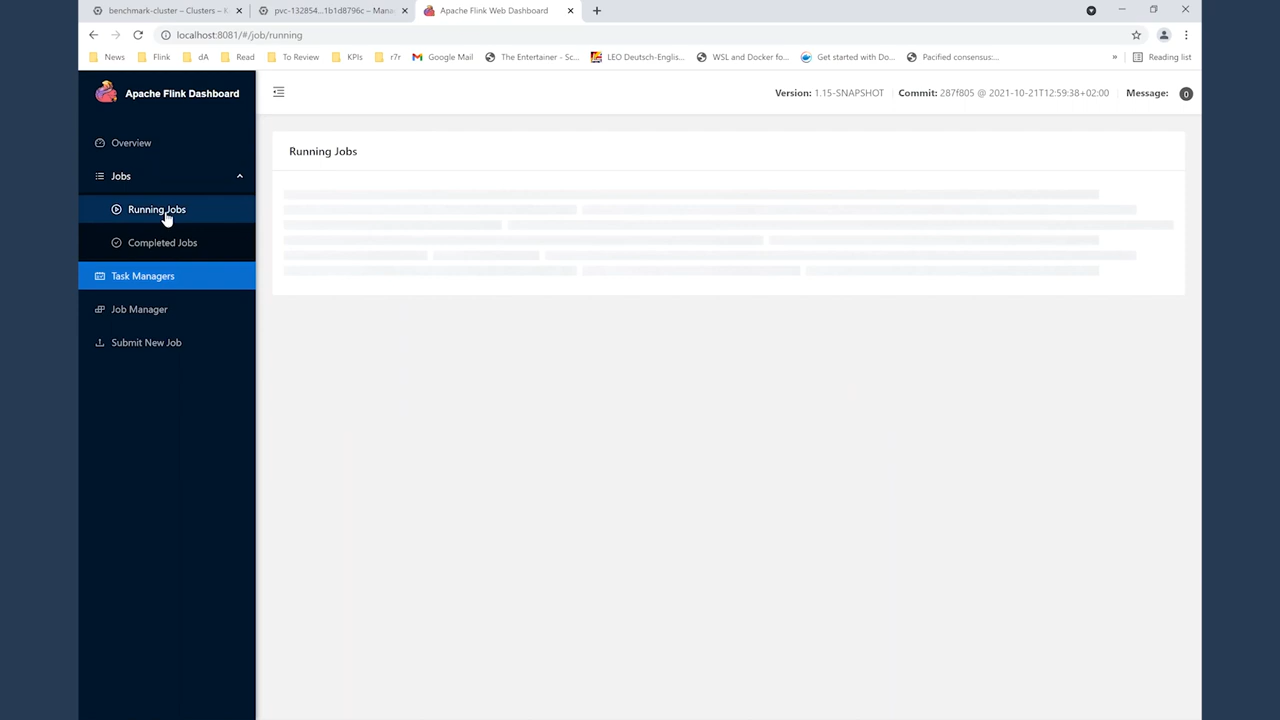 benchmark-cluster – Clusters – K
pvc-132854...1b1d8796c – Mana
Apache Flink Web Dashboard
localhost:8081/#/job/running
News
Flink
dA
Read
To Review
KPIs
r7r
Google Mail
The Entertainer - Sc...
LEO Deutsch-Englis...
WSL and Docker fo...
Get started with Do...
Pacified consensus:...
»
Reading list
Apache Flink Dashboard
Version: 1.15-SNAPSHOT
Commit: 287f805 @ 2021-10-21T12:59:38+02:00
Message: 0
Overview
Jobs
Running Jobs
Completed Jobs
Task Managers
Job Manager
Submit New Job
Running Jobs